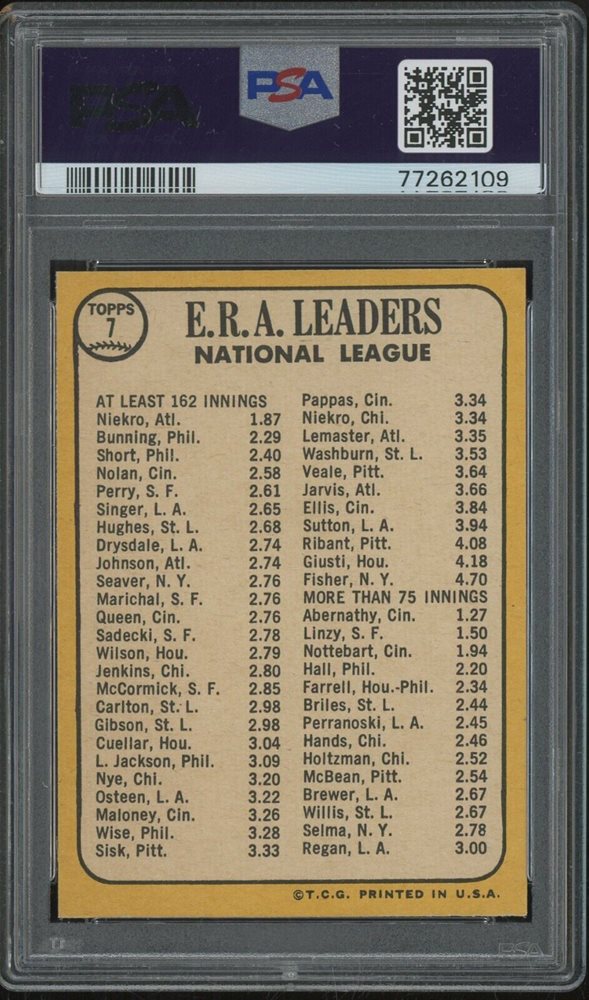 PSA
PSA
77262109
TOPPS
7
E.R.A. LEADERS
NATIONAL LEAGUE
AT LEAST 162 INNINGS
Niekro, Atl. 1.87
Bunning, Phil. 2.29
Short, Phil. 2.40
Nolan, Cin. 2.58
Perry, S. F. 2.61
Singer, L. A. 2.65
Hughes, St. L. 2.68
Drysdale, L. A. 2.74
Johnson, Atl. 2.74
Seaver, N. Y. 2.76
Marichal, S. F. 2.76
Queen, Cin. 2.76
Sadecki, S. F. 2.78
Wilson, Hou. 2.79
Jenkins, Chi. 2.80
McCormick, S. F. 2.85
Carlton, St. L. 2.98
Gibson, St. L. 2.98
Cuellar, Hou. 3.04
L. Jackson, Phil. 3.09
Nye, Chi. 3.20
Osteen, L. A. 3.22
Maloney, Cin. 3.26
Wise, Phil. 3.28
Sisk, Pitt. 3.33
Pappas, Cin. 3.34
Niekro, Chi. 3.34
Lemaster, Atl. 3.35
Washburn, St. L. 3.53
Veale, Pitt. 3.64
Jarvis, Atl. 3.66
Ellis, Cin. 3.84
Sutton, L. A. 3.94
Ribant, Pitt. 4.08
Giusti, Hou. 4.18
Fisher, N. Y. 4.70
MORE THAN 75 INNINGS
Abernathy, Cin. 1.27
Linzy, S. F. 1.50
Nottebart, Cin. 1.94
Hall, Phil. 2.20
Farrell, Hou.-Phil. 2.34
Briles, St. L. 2.44
Perranoski, L. A. 2.45
Hands, Chi. 2.46
Holtzman, Chi. 2.52
McBean, Pitt. 2.54
Brewer, L. A. 2.67
Willis, St. L. 2.67
Selma, N. Y. 2.78
Regan, L. A. 3.00
©T.C.G. PRINTED IN U.S.A.
PSA